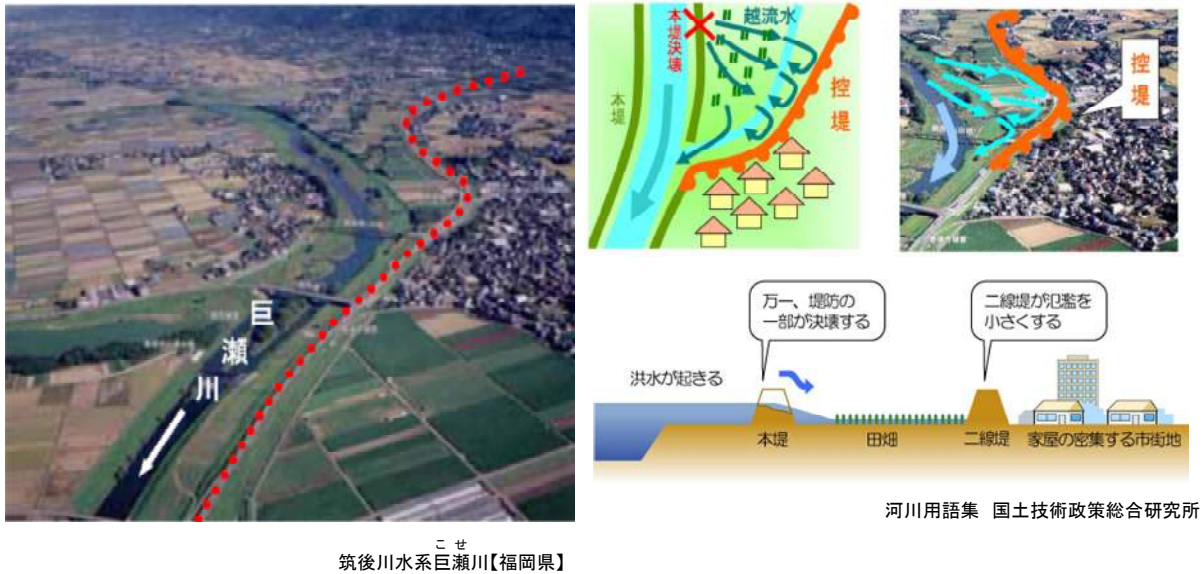 巨瀬川
こせ
筑後川水系巨瀬川【福岡県】
本堤決壊
越流水
控堤
本堤
控堤
万一、堤防の
一部が決壊する
二線堤が氾濫を
小さくする
洪水が起きる
本堤
田畑
二線堤
家屋の密集する市街地
河川用語集 国土技術政策総合研究所